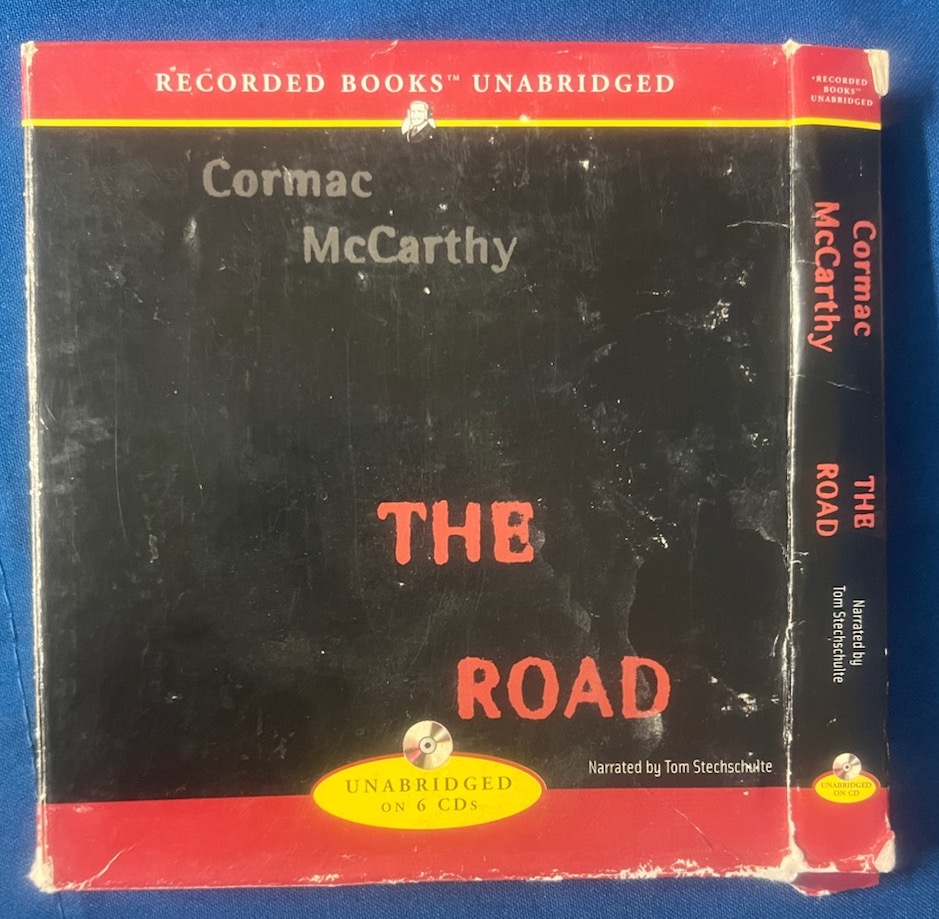 RECORDED BOOKS™ UNABRIDGED
Cormac
McCarthy
THE
ROAD
Narrated by Tom Stechschulte
UNABRIDGED
ON 6 CDs
RECORDED
BOOKS™
UNABRIDGED
Cormac
McCarthy
THE
ROAD
Narrated by
Tom Stechschulte
UNABRIDGED
ON CD